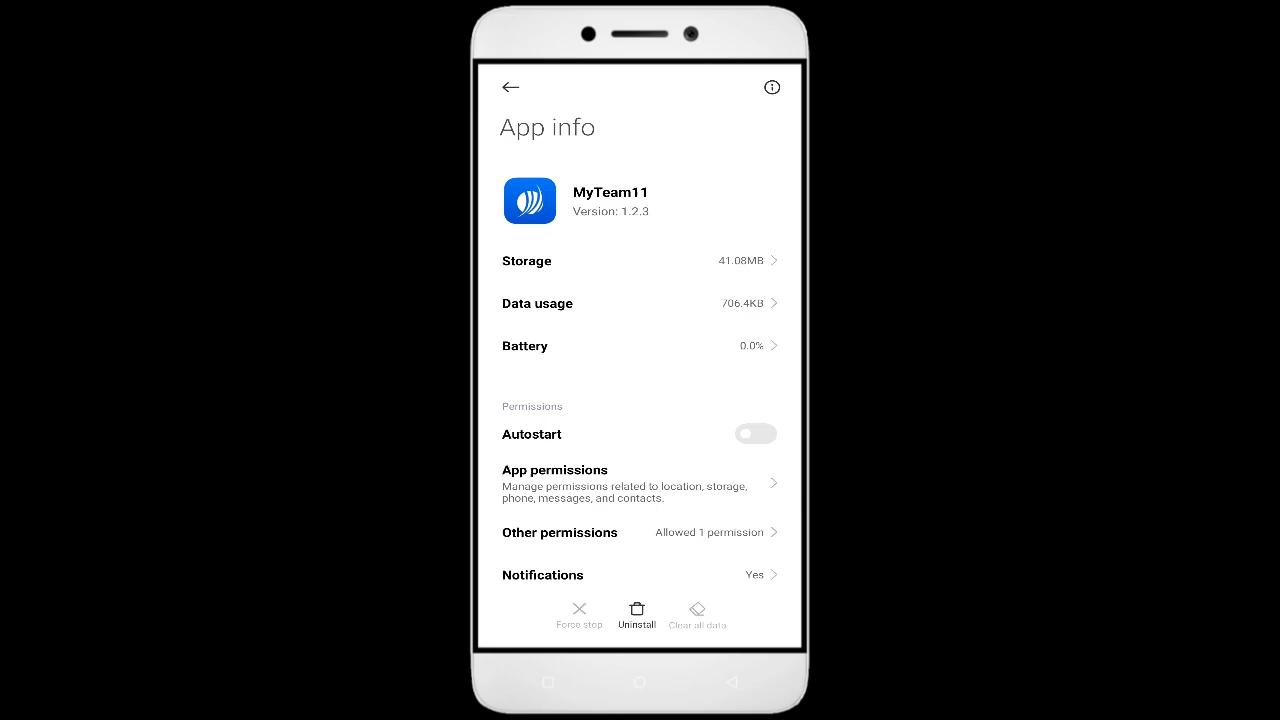 App info
MyTeam11
Version: 1.2.3
Storage 41.08MB
Data usage 706.4KB
Battery 0.0%
Permissions
Autostart
App permissions
Manage permissions related to location, storage,
phone, messages, and contacts.
Other permissions Allowed 1 permission
Notifications Yes
Force stop Uninstall Clear all data